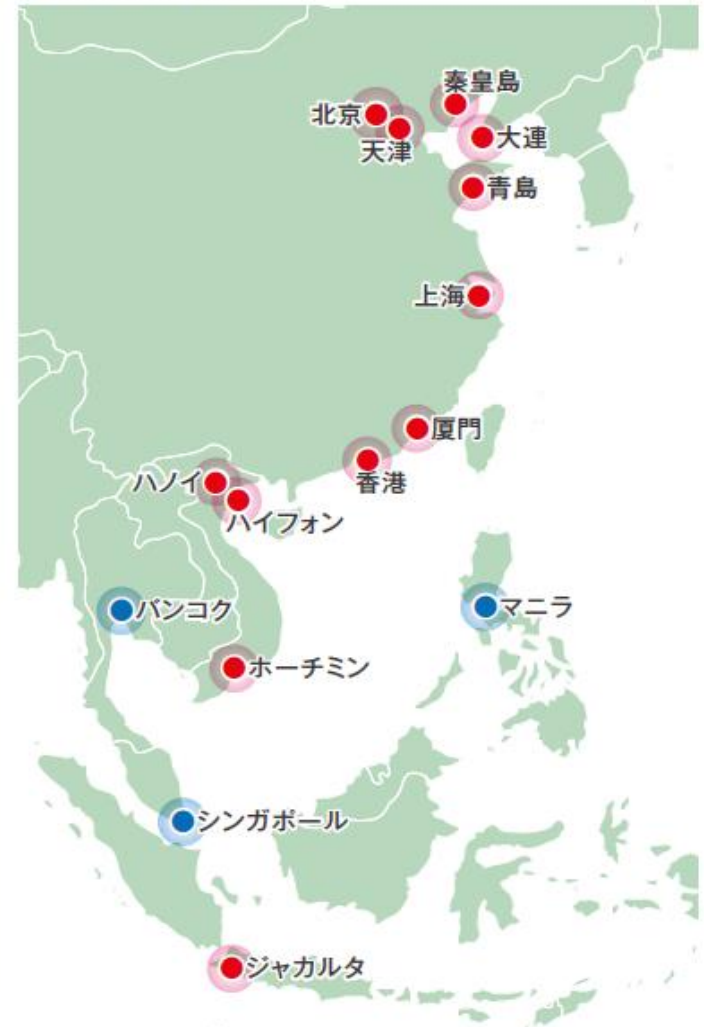 秦皇島
北京
天津
大連
青島
上海
厦門
香港
ハノイ
ハイフォン
バンコク
マニラ
ホーチミン
シンガポール
ジャカルタ